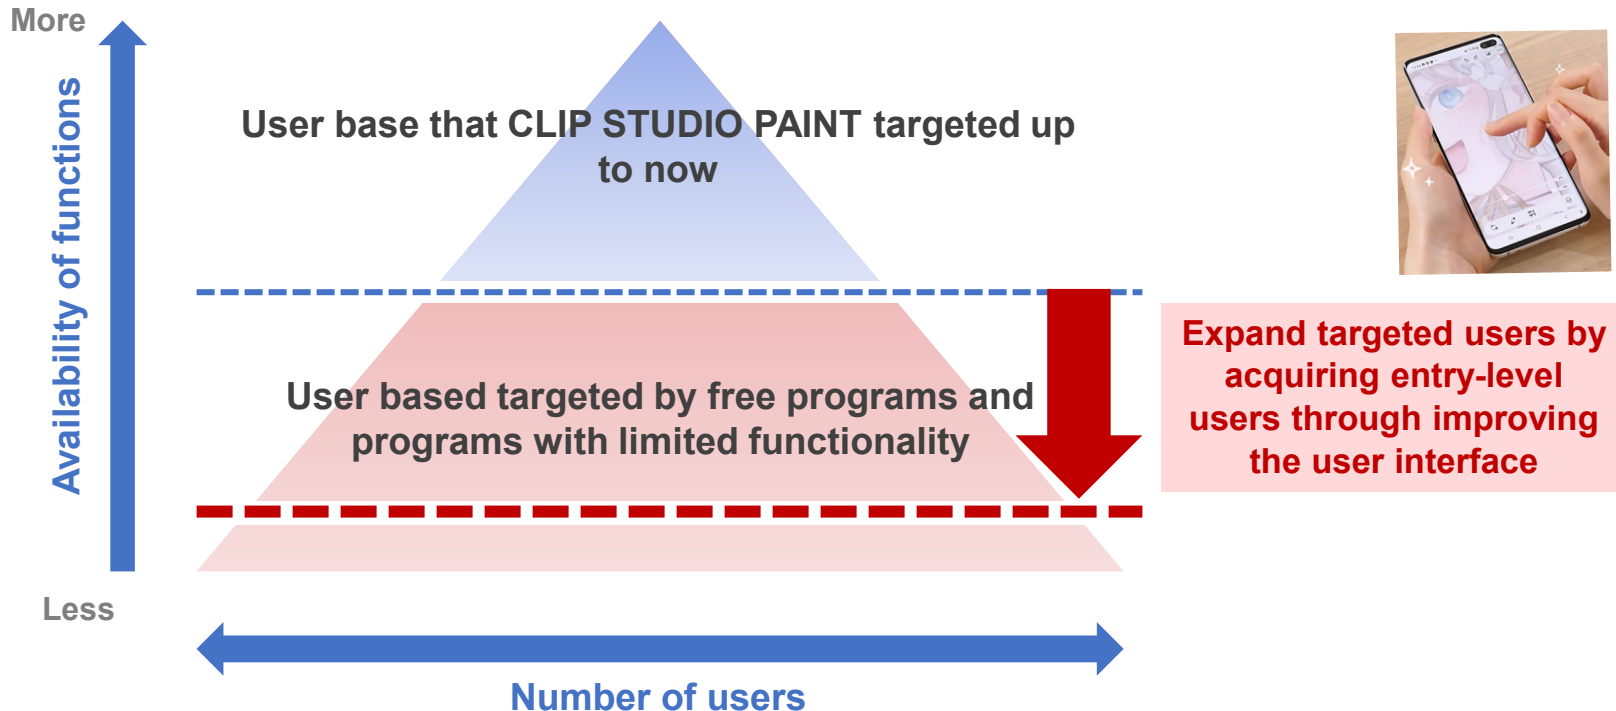 More
Availability of functions
Less
User base that CLIP STUDIO PAINT targeted up
to now
User based targeted by free programs and
programs with limited functionality
Expand targeted users by
acquiring entry-level
users through improving
the user interface
Number of users